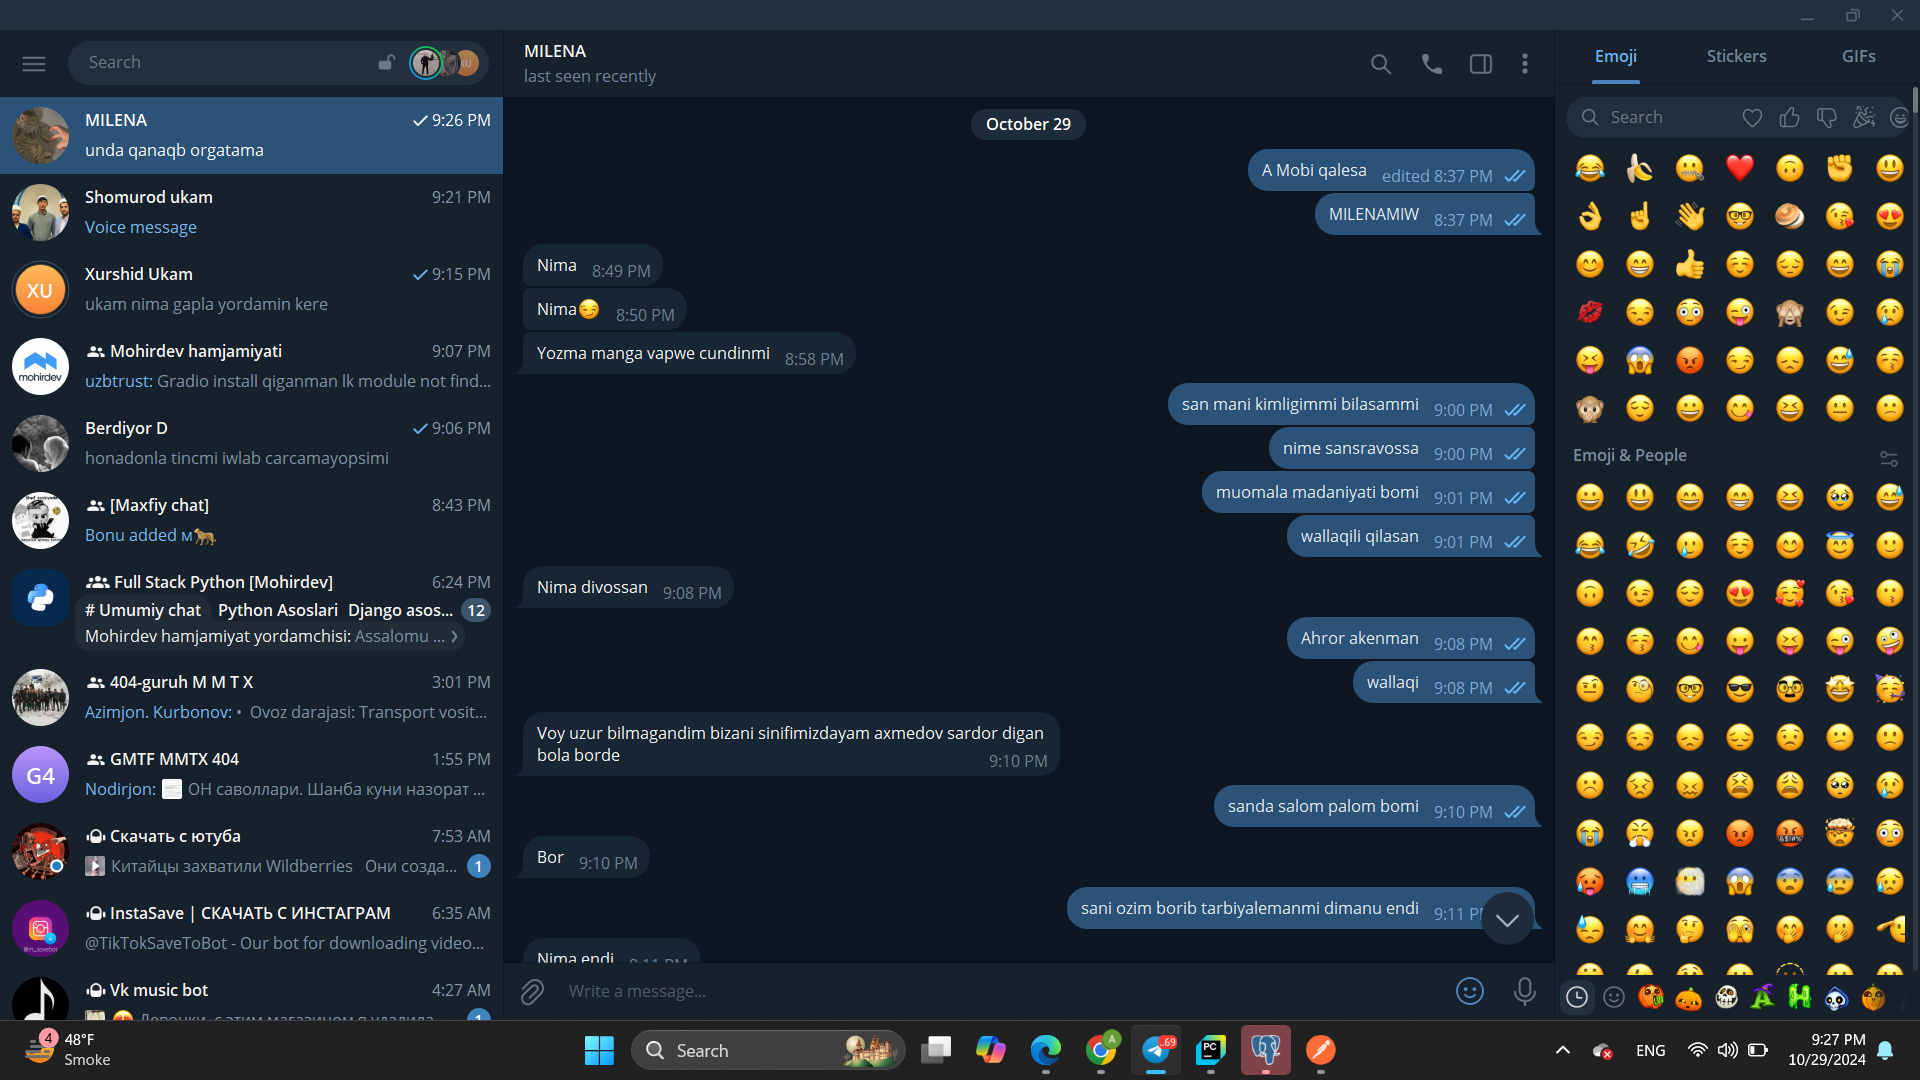 Search
XU
MILENA
9:26 PM
unda qanaqb orgatama
Shomurod ukam
9:21 PM
Voice message
XU
Xurshid Ukam
9:15 PM
ukam nima gapla yordamin kere
mohirdev
Mohirdev hamjamiyati
9:07 PM
uzbtrust: Gradio install qiganman lk module not find...
Berdiyor D
9:06 PM
honadonla tincmi iwlab carcamayopsimi
[Maxfiy chat]
8:43 PM
Bonu added м🐆
Full Stack Python [Mohirdev]
6:24 PM
# Umumiy chat Python Asoslari Django asos... 12
Mohirdev hamjamiyat yordamchisi: Assalomu ... ›
404-guruh M M T X
3:01 PM
Azimjon. Kurbonov: • Ovoz darajasi: Transport vosit...
G4
GMTF MMTX 404
1:55 PM
Nodirjon: ОН саволлари. Шанба куни назорат ...
Скачать с ютуба
7:53 AM
Китайцы захватили Wildberries Они созда... 1
InstaSave | СКАЧАТЬ С ИНСТАГРАМ
6:35 AM
@TikTokSaveToBot - Our bot for downloading video...
Vk music bot
4:27 AM
MILENA
last seen recently
October 29
A Mobi qalesa edited 8:37 PM
MILENAMIW 8:37 PM
Nima 8:49 PM
Nima😏 8:50 PM
Yozma manga vapwe cundinmi 8:58 PM
san mani kimligimmi bilasammi 9:00 PM
nime sansravossa 9:00 PM
muomala madaniyati bomi 9:01 PM
wallaqili qilasan 9:01 PM
Nima divossan 9:08 PM
Ahror akenman 9:08 PM
wallaqi 9:08 PM
Voy uzur bilmagandim bizani sinifimizdayam axmedov sardor digan
bola borde 9:10 PM
sanda salom palom bomi 9:10 PM
Bor 9:10 PM
sani ozim borib tarbiyalemanmi dimanu endi 9:11
Nima endi 9:11 PM
Write a message...
Emoji Stickers GIFs
Search
Emoji & People
4
48°F
Smoke
Search
A
.69
PC
ENG
9:27 PM
10/29/2024